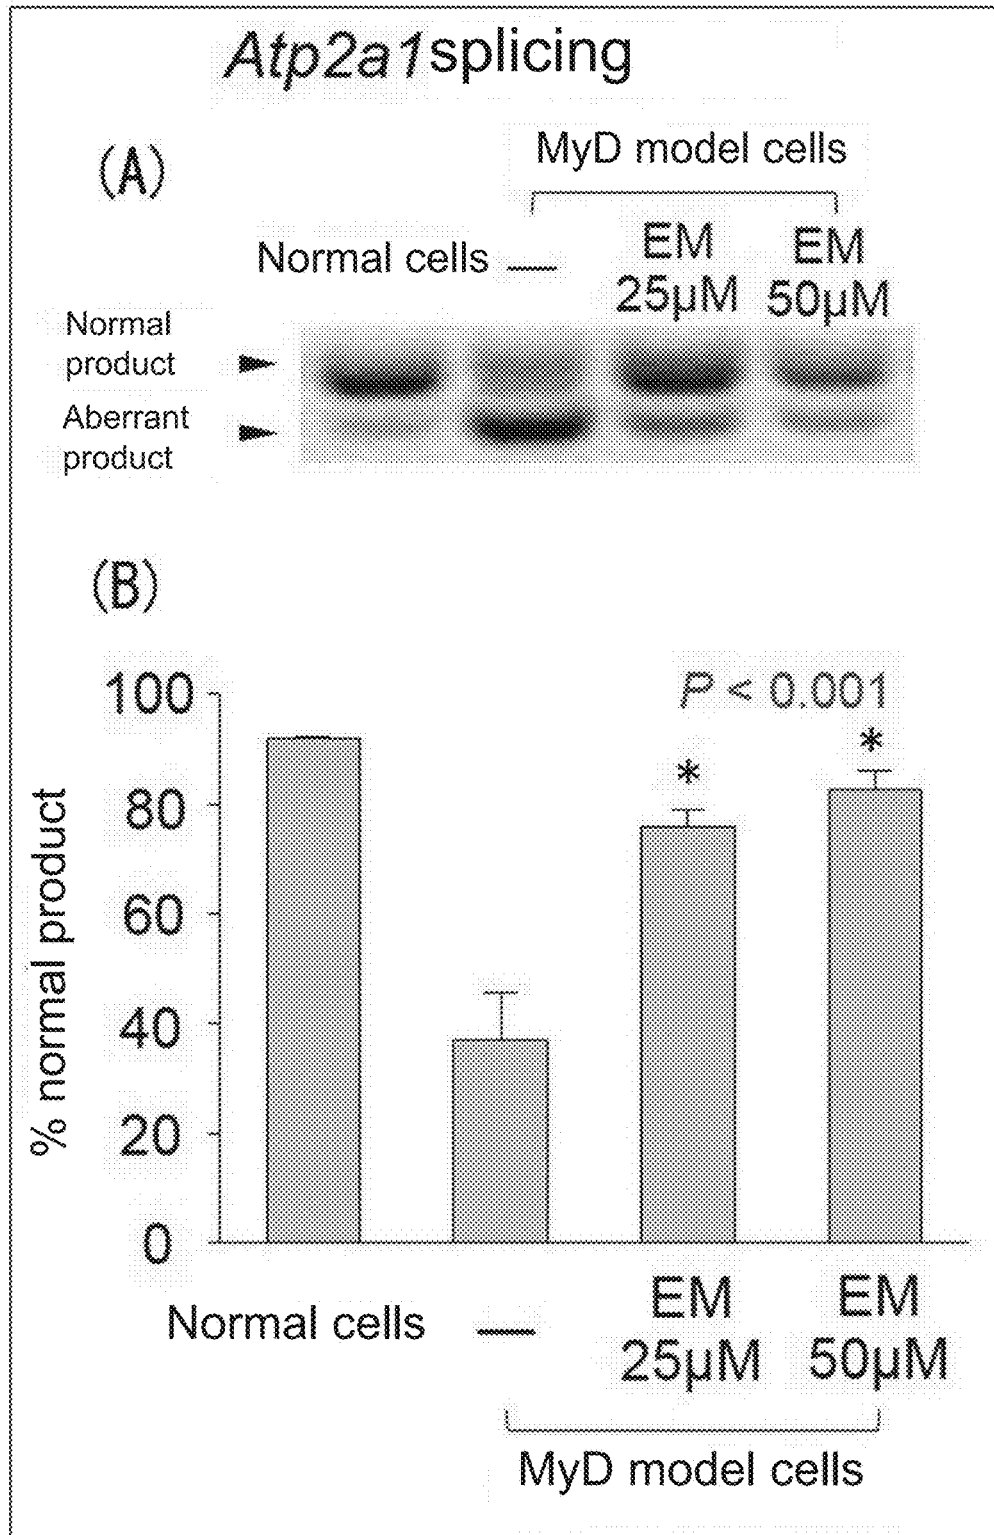 Atp2a1 splicing
(A)
MyD model cells
Normal cells —
EM
25μM
EM
50μM
Normal
product
Aberrant
product
(B)
P < 0.001
*
*
% normal product
100
80
60
40
20
0
Normal cells
—
EM
25μM
EM
50μM
MyD model cells